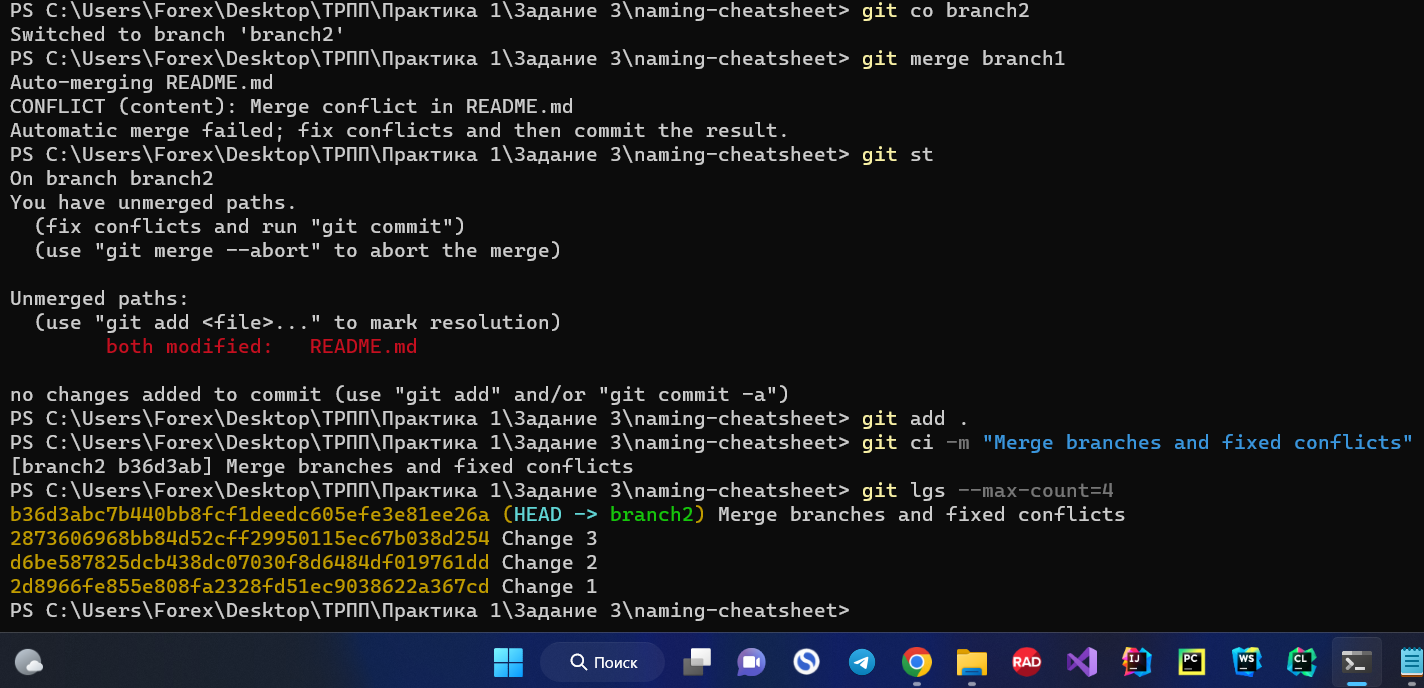 PS C:\Users\Forex\Desktop\ТРПП\Практика 1\Задание 3\naming-cheatsheet> git co branch2
Switched to branch 'branch2'
PS C:\Users\Forex\Desktop\ТРПП\Практика 1\Задание 3\naming-cheatsheet> git merge branch1
Auto-merging README.md
CONFLICT (content): Merge conflict in README.md
Automatic merge failed; fix conflicts and then commit the result.
PS C:\Users\Forex\Desktop\ТРПП\Практика 1\Задание 3\naming-cheatsheet> git st
On branch branch2
You have unmerged paths.
  (fix conflicts and run "git commit")
  (use "git merge --abort" to abort the merge)

Unmerged paths:
  (use "git add <file>..." to mark resolution)
        both modified:   README.md

no changes added to commit (use "git add" and/or "git commit -a")
PS C:\Users\Forex\Desktop\ТРПП\Практика 1\Задание 3\naming-cheatsheet> git add .
PS C:\Users\Forex\Desktop\ТРПП\Практика 1\Задание 3\naming-cheatsheet> git ci -m "Merge branches and fixed conflicts"
[branch2 b36d3ab] Merge branches and fixed conflicts
PS C:\Users\Forex\Desktop\ТРПП\Практика 1\Задание 3\naming-cheatsheet> git lgs --max-count=4
b36d3abc7b440bb8fcf1deedc605efe3e81ee26a (HEAD -> branch2) Merge branches and fixed conflicts
2873606968bb84d52cff29950115ec67b038d254 Change 3
d6be587825dcb438dc07030f8d6484df019761dd Change 2
2d8966fe855e808fa2328fd51ec9038622a367cd Change 1
PS C:\Users\Forex\Desktop\ТРПП\Практика 1\Задание 3\naming-cheatsheet>
Поиск
RAD
IJ
PC
WS
CL